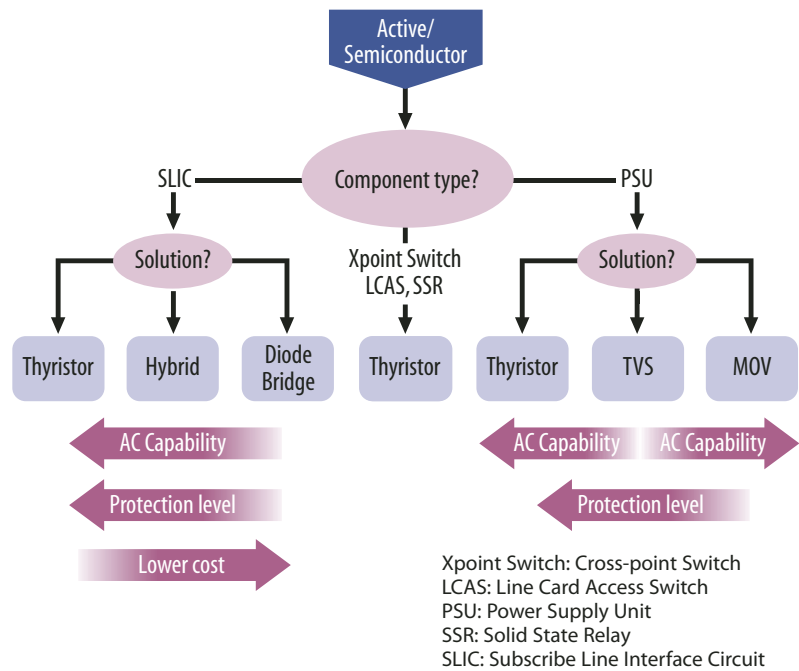 Active/
Semiconductor
Component type?
SLIC
PSU
Solution?
Xpoint Switch
LCAS, SSR
Solution?
Thyristor
Hybrid
Diode
Bridge
Thyristor
Thyristor
TVS
MOV
AC Capability
AC Capability
AC Capability
Protection level
Protection level
Lower cost
Xpoint Switch: Cross-point Switch
LCAS: Line Card Access Switch
PSU: Power Supply Unit
SSR: Solid State Relay
SLIC: Subscribe Line Interface Circuit